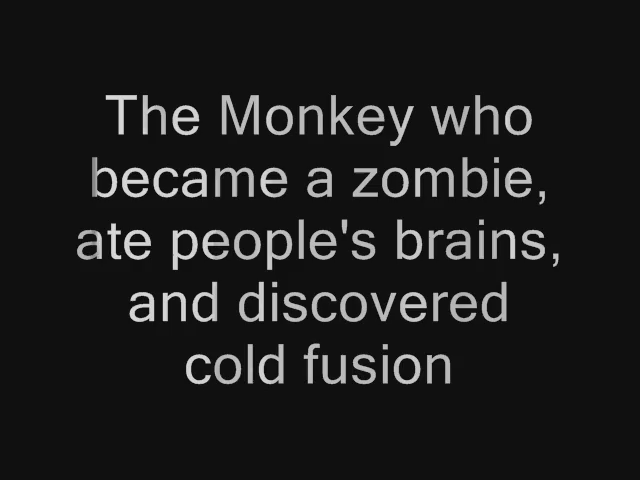 The Monkey who
became a zombie,
ate people's brains,
and discovered
cold fusion